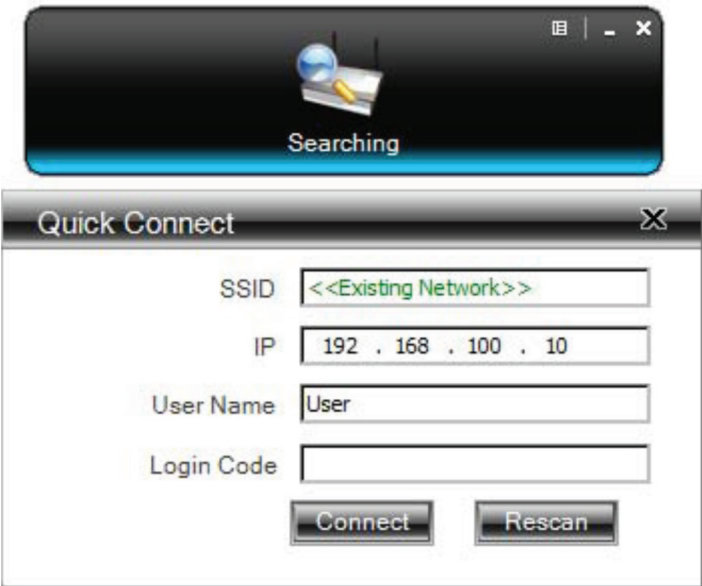 Searching
Quick Connect
SSID <<Existing Network>>
IP 192 . 168 . 100 . 10
User Name User
Login Code
Connect Rescan